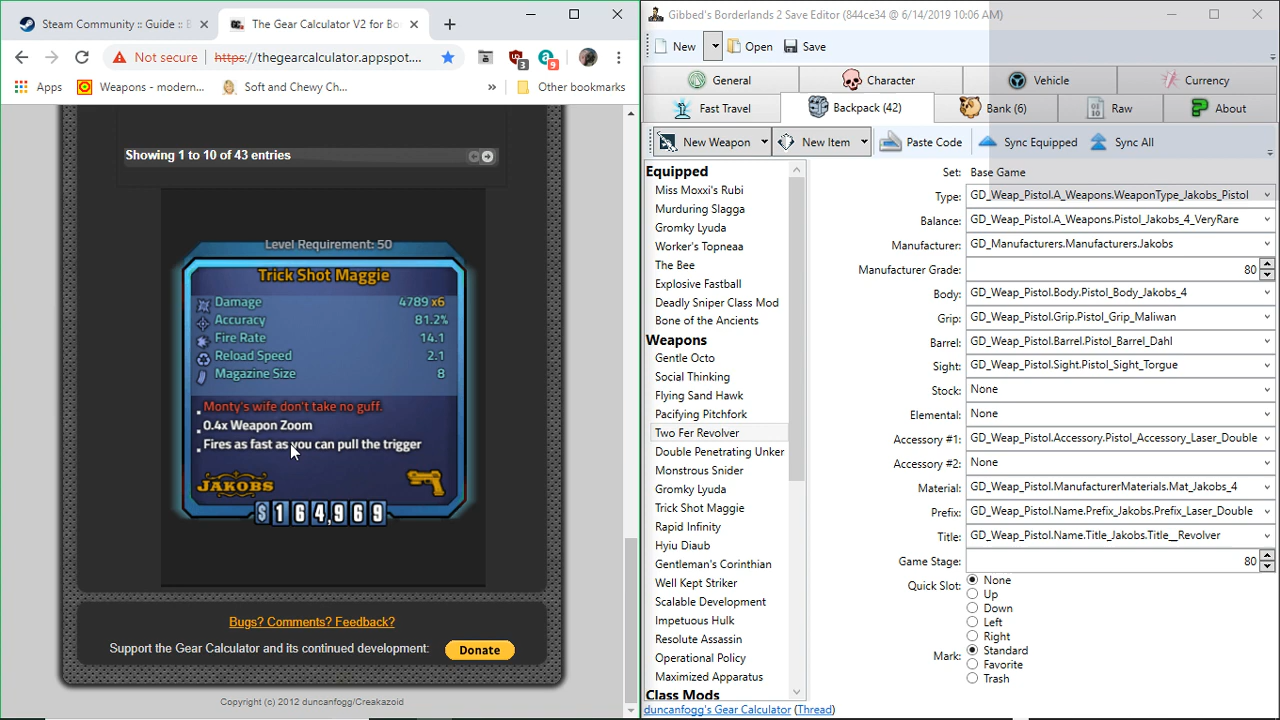 Steam Community :: Guide :: B
The Gear Calculator V2 for Bor
Not secure
https://thegearcalculator.appspot....
3
9
Apps
Weapons - modern...
Soft and Chewy Ch...
»
Other bookmarks
Showing 1 to 10 of 43 entries
Level Requirement: 50
Trick Shot Maggie
Damage 4789 x6
Accuracy 81.2%
Fire Rate 14.1
Reload Speed 2.1
Magazine Size 8
Monty's wife don't take no guff.
0.4x Weapon Zoom
Fires as fast as you can pull the trigger
JAKOBS
$164,969
Bugs? Comments? Feedback?
Support the Gear Calculator and its continued development.
Donate
Copyright (c) 2012 duncanfogg/Creakazoid
Gibbed's Borderlands 2 Save Editor (844ce34 @ 6/14/2019 10:06 AM)
New
Open
Save
General
Character
Vehicle
Currency
Fast Travel
Backpack (42)
Bank (6)
Raw
About
New Weapon
New Item
Paste Code
Sync Equipped
Sync All
Equipped
Miss Moxxi's Rubi
Murduring Slagga
Gromky Lyuda
Worker's Topneaa
The Bee
Explosive Fastball
Deadly Sniper Class Mod
Bone of the Ancients
Weapons
Gentle Octo
Social Thinking
Flying Sand Hawk
Pacifying Pitchfork
Two Fer Revolver
Double Penetrating Unker
Monstrous Snider
Gromky Lyuda
Trick Shot Maggie
Rapid Infinity
Hyiu Daub
Gentleman's Corinthian
Well Kept Striker
Scalable Development
Impetuous Hulk
Resolute Assassin
Operational Policy
Maximized Apparatus
Class Mods
Set: Base Game
Type: GD_Weap_Pistol.A_Weapons.WeaponType_Jakobs_Pistol
Balance: GD_Weap_Pistol.A_Weapons.Pistol_Jakobs_4_VeryRare
Manufacturer: GD_Manufacturers.Manufacturers.Jakobs
Manufacturer Grade: 80
Body: GD_Weap_Pistol.Body.Pistol_Body_Jakobs_4
Grip: GD_Weap_Pistol.Grip.Pistol_Grip_Maliwan
Barrel: GD_Weap_Pistol.Barrel.Pistol_Barrel_Dahl
Sight: GD_Weap_Pistol.Sight.Pistol_Sight_Torgue
Stock: None
Elemental: None
Accessory #1: GD_Weap_Pistol.Accessory.Pistol_Accessory_Laser_Double
Accessory #2: None
Material: GD_Weap_Pistol.ManufacturerMaterials.Mat_Jakobs_4
Prefix: GD_Weap_Pistol.Name.Prefix_Jakobs.Prefix_Laser_Double
Title: GD_Weap_Pistol.Name.Title_Jakobs.Title__Revolver
Game Stage: 80
Quick Slot: None
Up
Down
Left
Right
Mark: Standard
Favorite
Trash
duncanfogg's Gear Calculator (Thread)